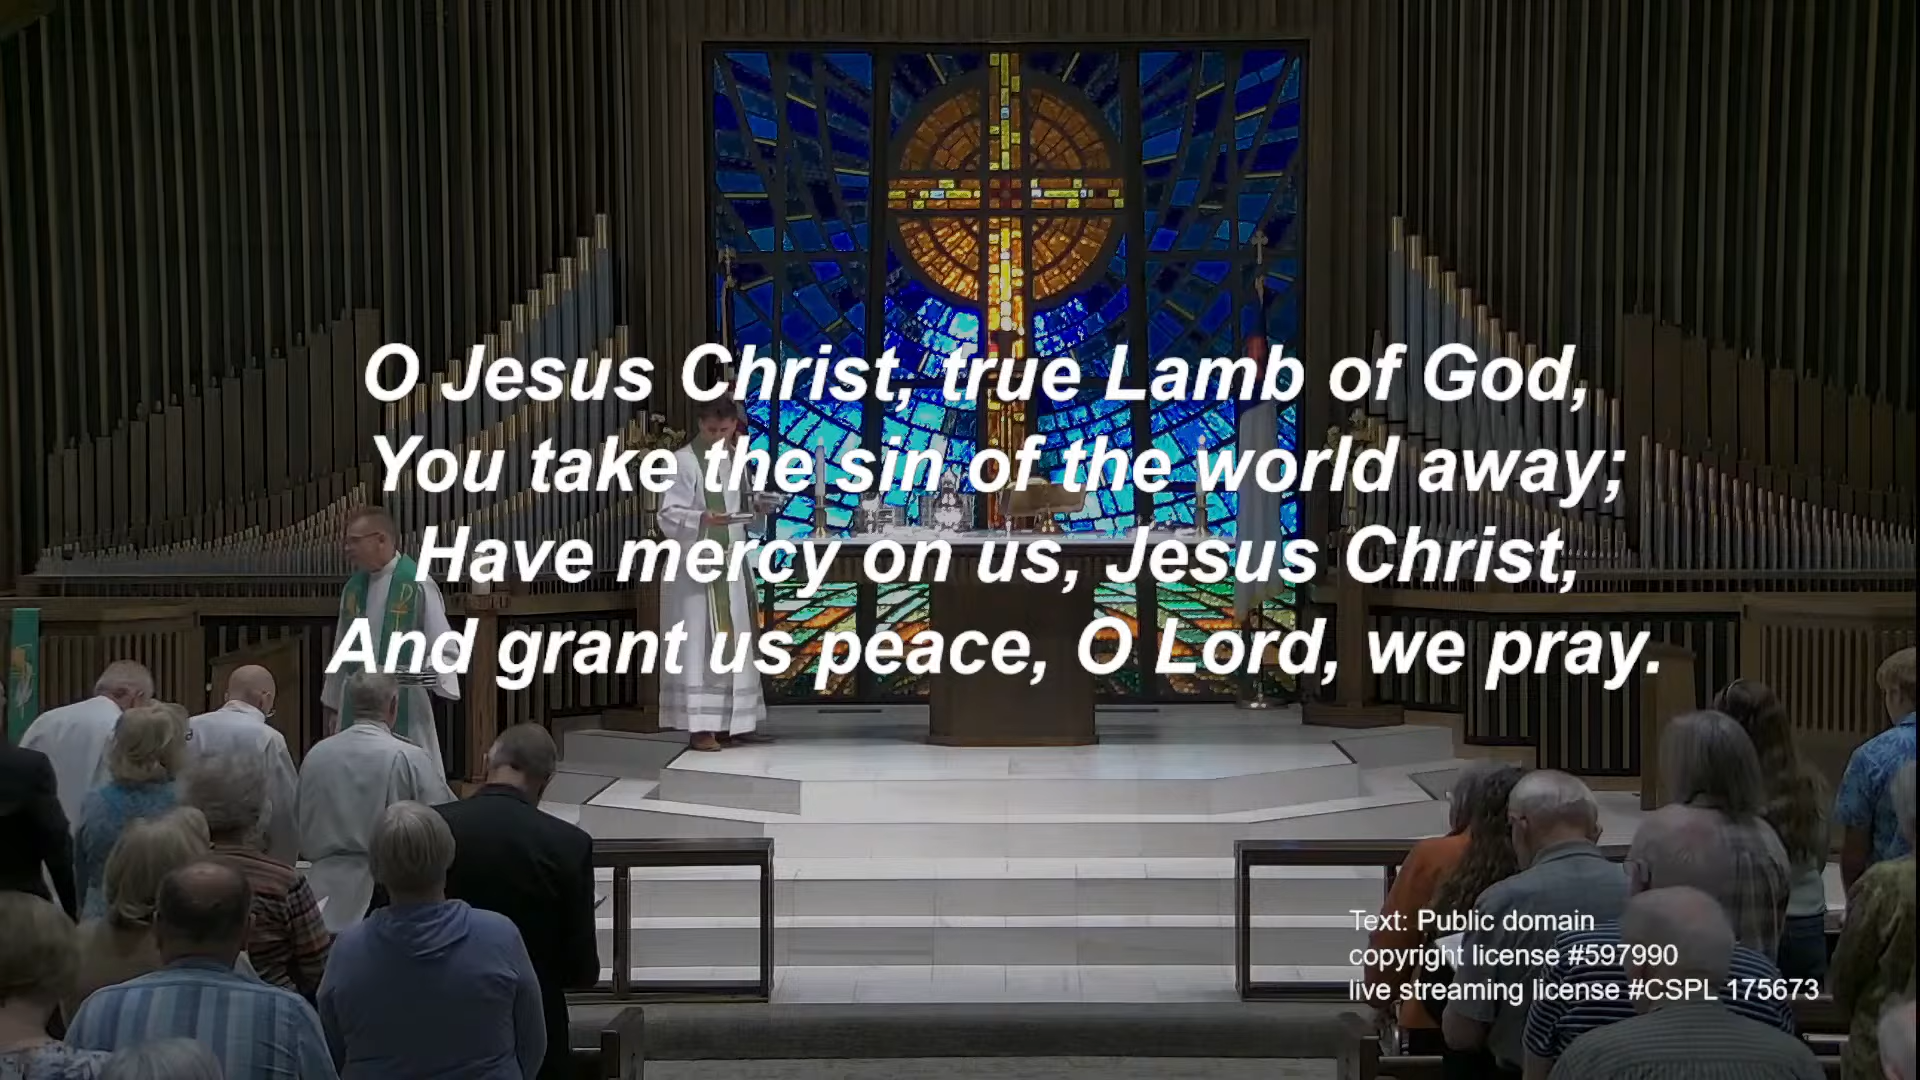 O Jesus Christ, true Lamb of God,
You take the sin of the world away;
Have mercy on us, Jesus Christ,
And grant us peace, O Lord, we pray.
Text: Public domain
copyright license #597990
live streaming license #CSPL 175673